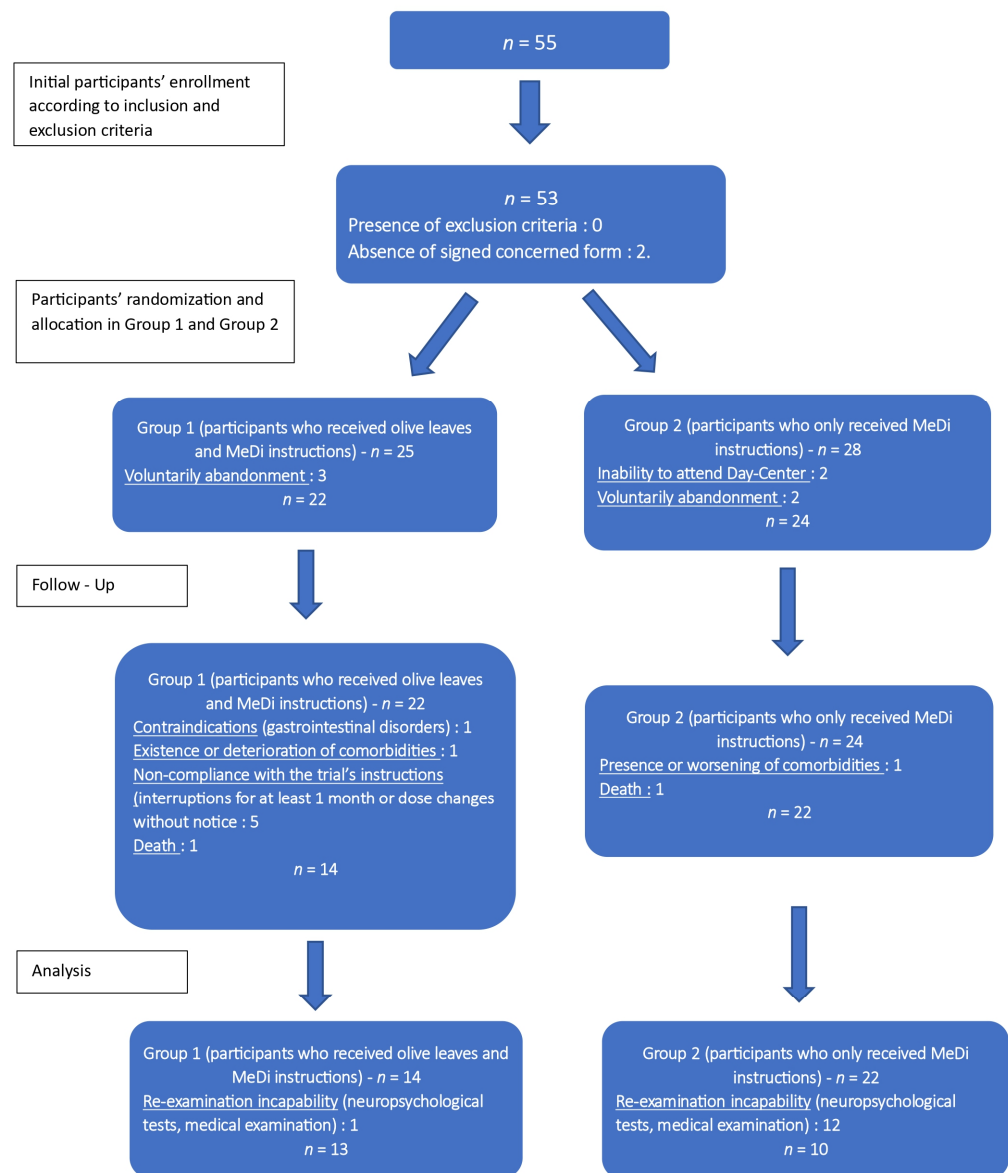 n = 55
Initial participants’ enrollment
according to inclusion and
exclusion criteria
n = 53
Presence of exclusion criteria : 0
Absence of signed concerned form : 2.
Participants’ randomization and
allocation in Group 1 and Group 2
Group 1 (participants who received olive leaves
and MeDi instructions) - n = 25
Voluntarily abandonment : 3
n = 22
Group 2 (participants who only received MeDi
instructions) - n = 28
Inability to attend Day-Center : 2
Voluntarily abandonment : 2
n = 24
Follow - Up
Group 1 (participants who received olive leaves
and MeDi instructions) - n = 22
Contraindications (gastrointestinal disorders) : 1
Existence or deterioration of comorbidities : 1
Non-compliance with the trial’s instructions
(interruptions for at least 1 month or dose changes
without notice : 5
Death : 1
n = 14
Group 2 (participants who only received MeDi
instructions) - n = 24
Presence or worsening of comorbidities : 1
Death : 1
n = 22
Analysis
Group 1 (participants who received olive leaves and
MeDi instructions) - n = 14
Re-examination incapability (neuropsychological
tests, medical examination) : 1
n = 13
Group 2 (participants who only received MeDi
instructions) - n = 22
Re-examination incapability (neuropsychological
tests, medical examination) : 12
n = 10